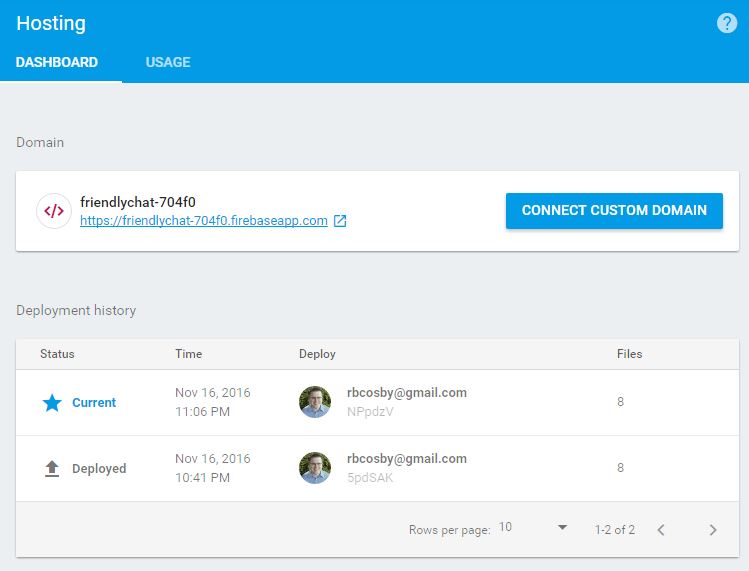 Hosting
?
DASHBOARD USAGE
Domain
</>
friendlychat-704f0
https://friendlychat-704f0.firebaseapp.com
CONNECT CUSTOM DOMAIN
Deployment history
Status Time Deploy Files
Current Nov 16, 2016 11:06 PM rbcosby@gmail.com NPpdzV 8
Deployed Nov 16, 2016 10:41 PM rbcosby@gmail.com 5pdSAK 8
Rows per page: 10 1-2 of 2